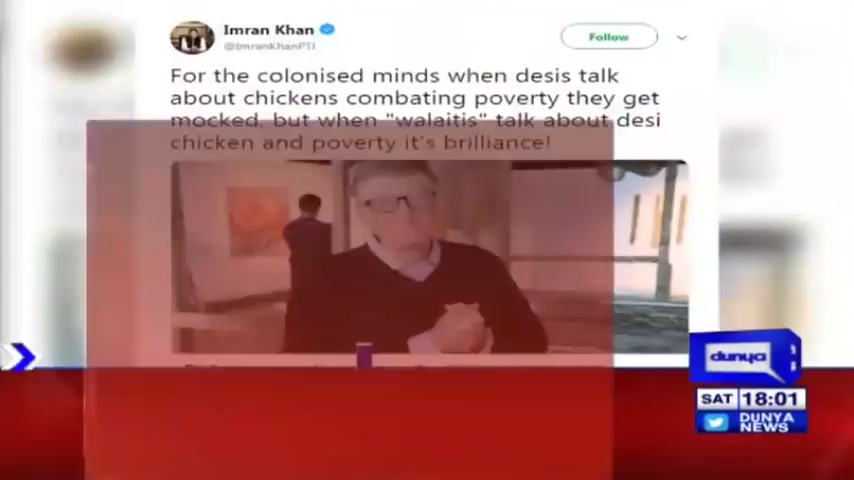 Imran Khan
@ImranKhanPTI
Follow
For the colonised minds when desis talk
about chickens combating poverty they get
mocked, but when "walaitis" talk about desi
chicken and poverty it's brilliance!
dunya
SAT 18:01
DUNYA
NEWS